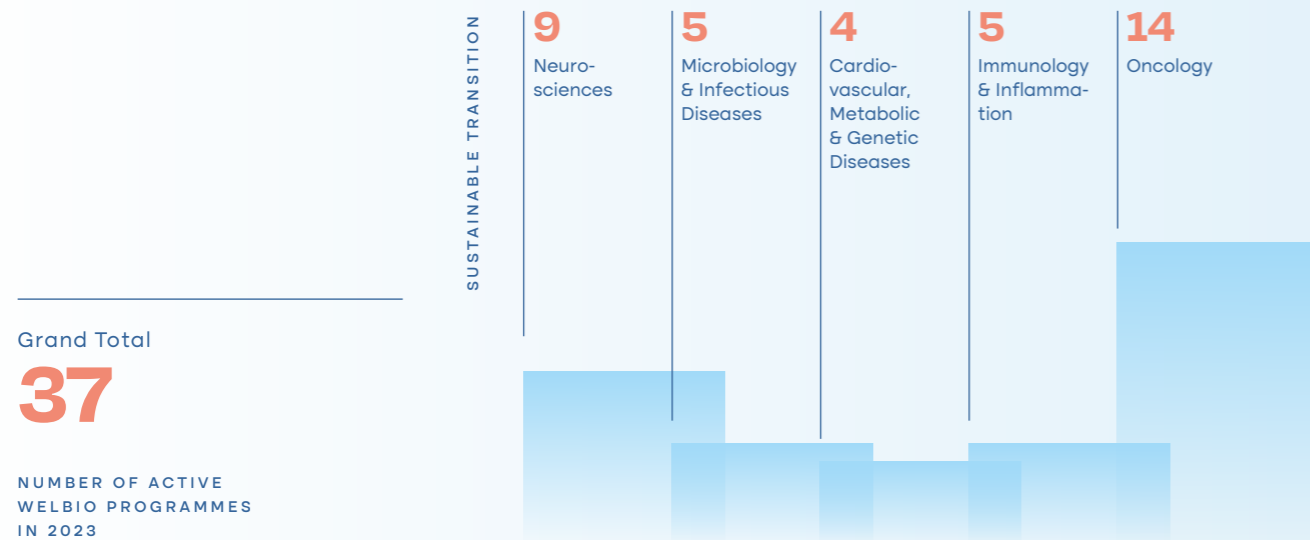 Grand Total
37
NUMBER OF ACTIVE
WELBIO PROGRAMMES
IN 2023
SUSTAINABLE TRANSITION
9
Neuro-
sciences
5
Microbiology
& Infectious
Diseases
4
Cardio-
vascular,
Metabolic
& Genetic
Diseases
5
Immunology
& Inflamma-
tion
14
Oncology